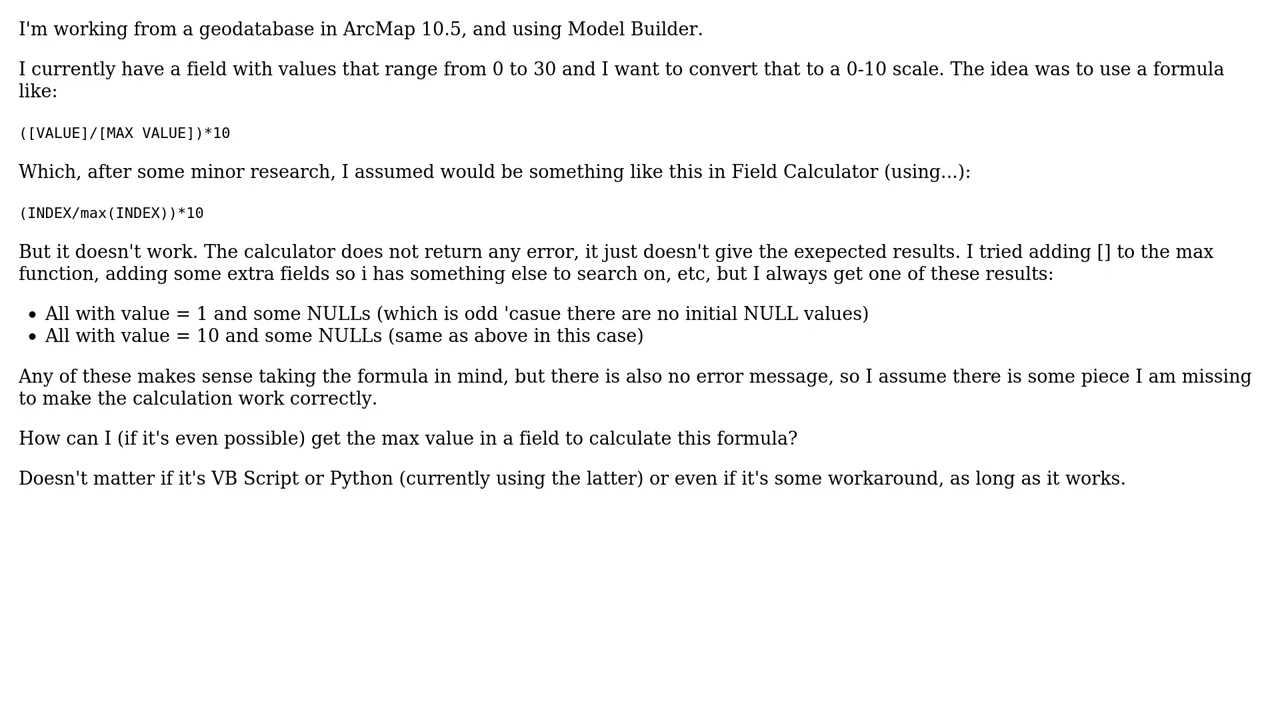 I'm working from a geodatabase in ArcMap 10.5, and using Model Builder.
I currently have a field with values that range from 0 to 30 and I want to convert that to a 0-10 scale. The idea was to use a formula
like:
([VALUE]/[MAX VALUE])*10
Which, after some minor research, I assumed would be something like this in Field Calculator (using...):
(INDEX/max(INDEX))*10
But it doesn't work. The calculator does not return any error, it just doesn't give the exepected results. I tried adding [] to the max
function, adding some extra fields so i has something else to search on, etc, but I always get one of these results:
• All with value = 1 and some NULLs (which is odd 'casue there are no initial NULL values)
• All with value = 10 and some NULLs (same as above in this case)
Any of these makes sense taking the formula in mind, but there is also no error message, so I assume there is some piece I am missing
to make the calculation work correctly.
How can I (if it's even possible) get the max value in a field to calculate this formula?
Doesn't matter if it's VB Script or Python (currently using the latter) or even if it's some workaround, as long as it works.